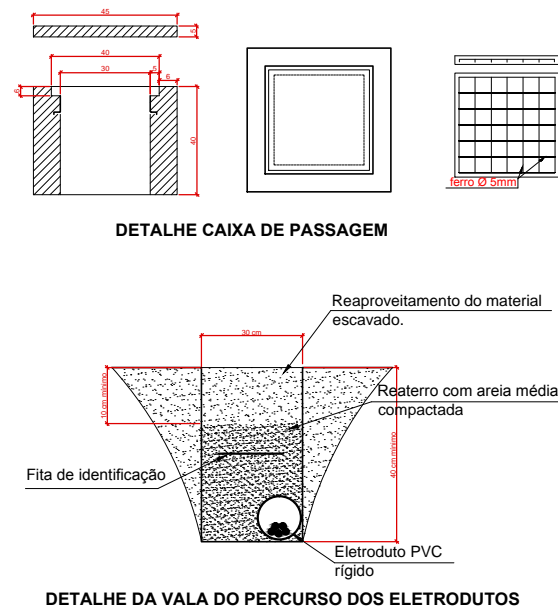 45
5
40
30
5
6
6
40
ferro Ø 5mm
DETALHE CAIXA DE PASSAGEM
Reaproveitamento do material
escavado.
30 cm
10 cm mínimo
Reaterro com areia média
compactada
40 cm mínimo
Fita de identificação
Eletroduto PVC
rígido
DETALHE DA VALA DO PERCURSO DOS ELETRODUTOS